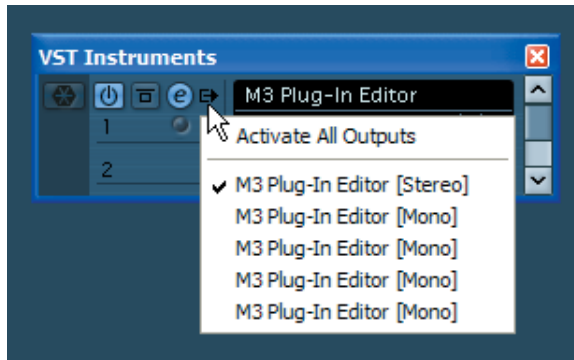 VST Instruments
e M3 Plug-In Editor
1
Activate All Outputs
2
M3 Plug-In Editor [Stereo]
M3 Plug-In Editor [Mono]
M3 Plug-In Editor [Mono]
M3 Plug-In Editor [Mono]
M3 Plug-In Editor [Mono]